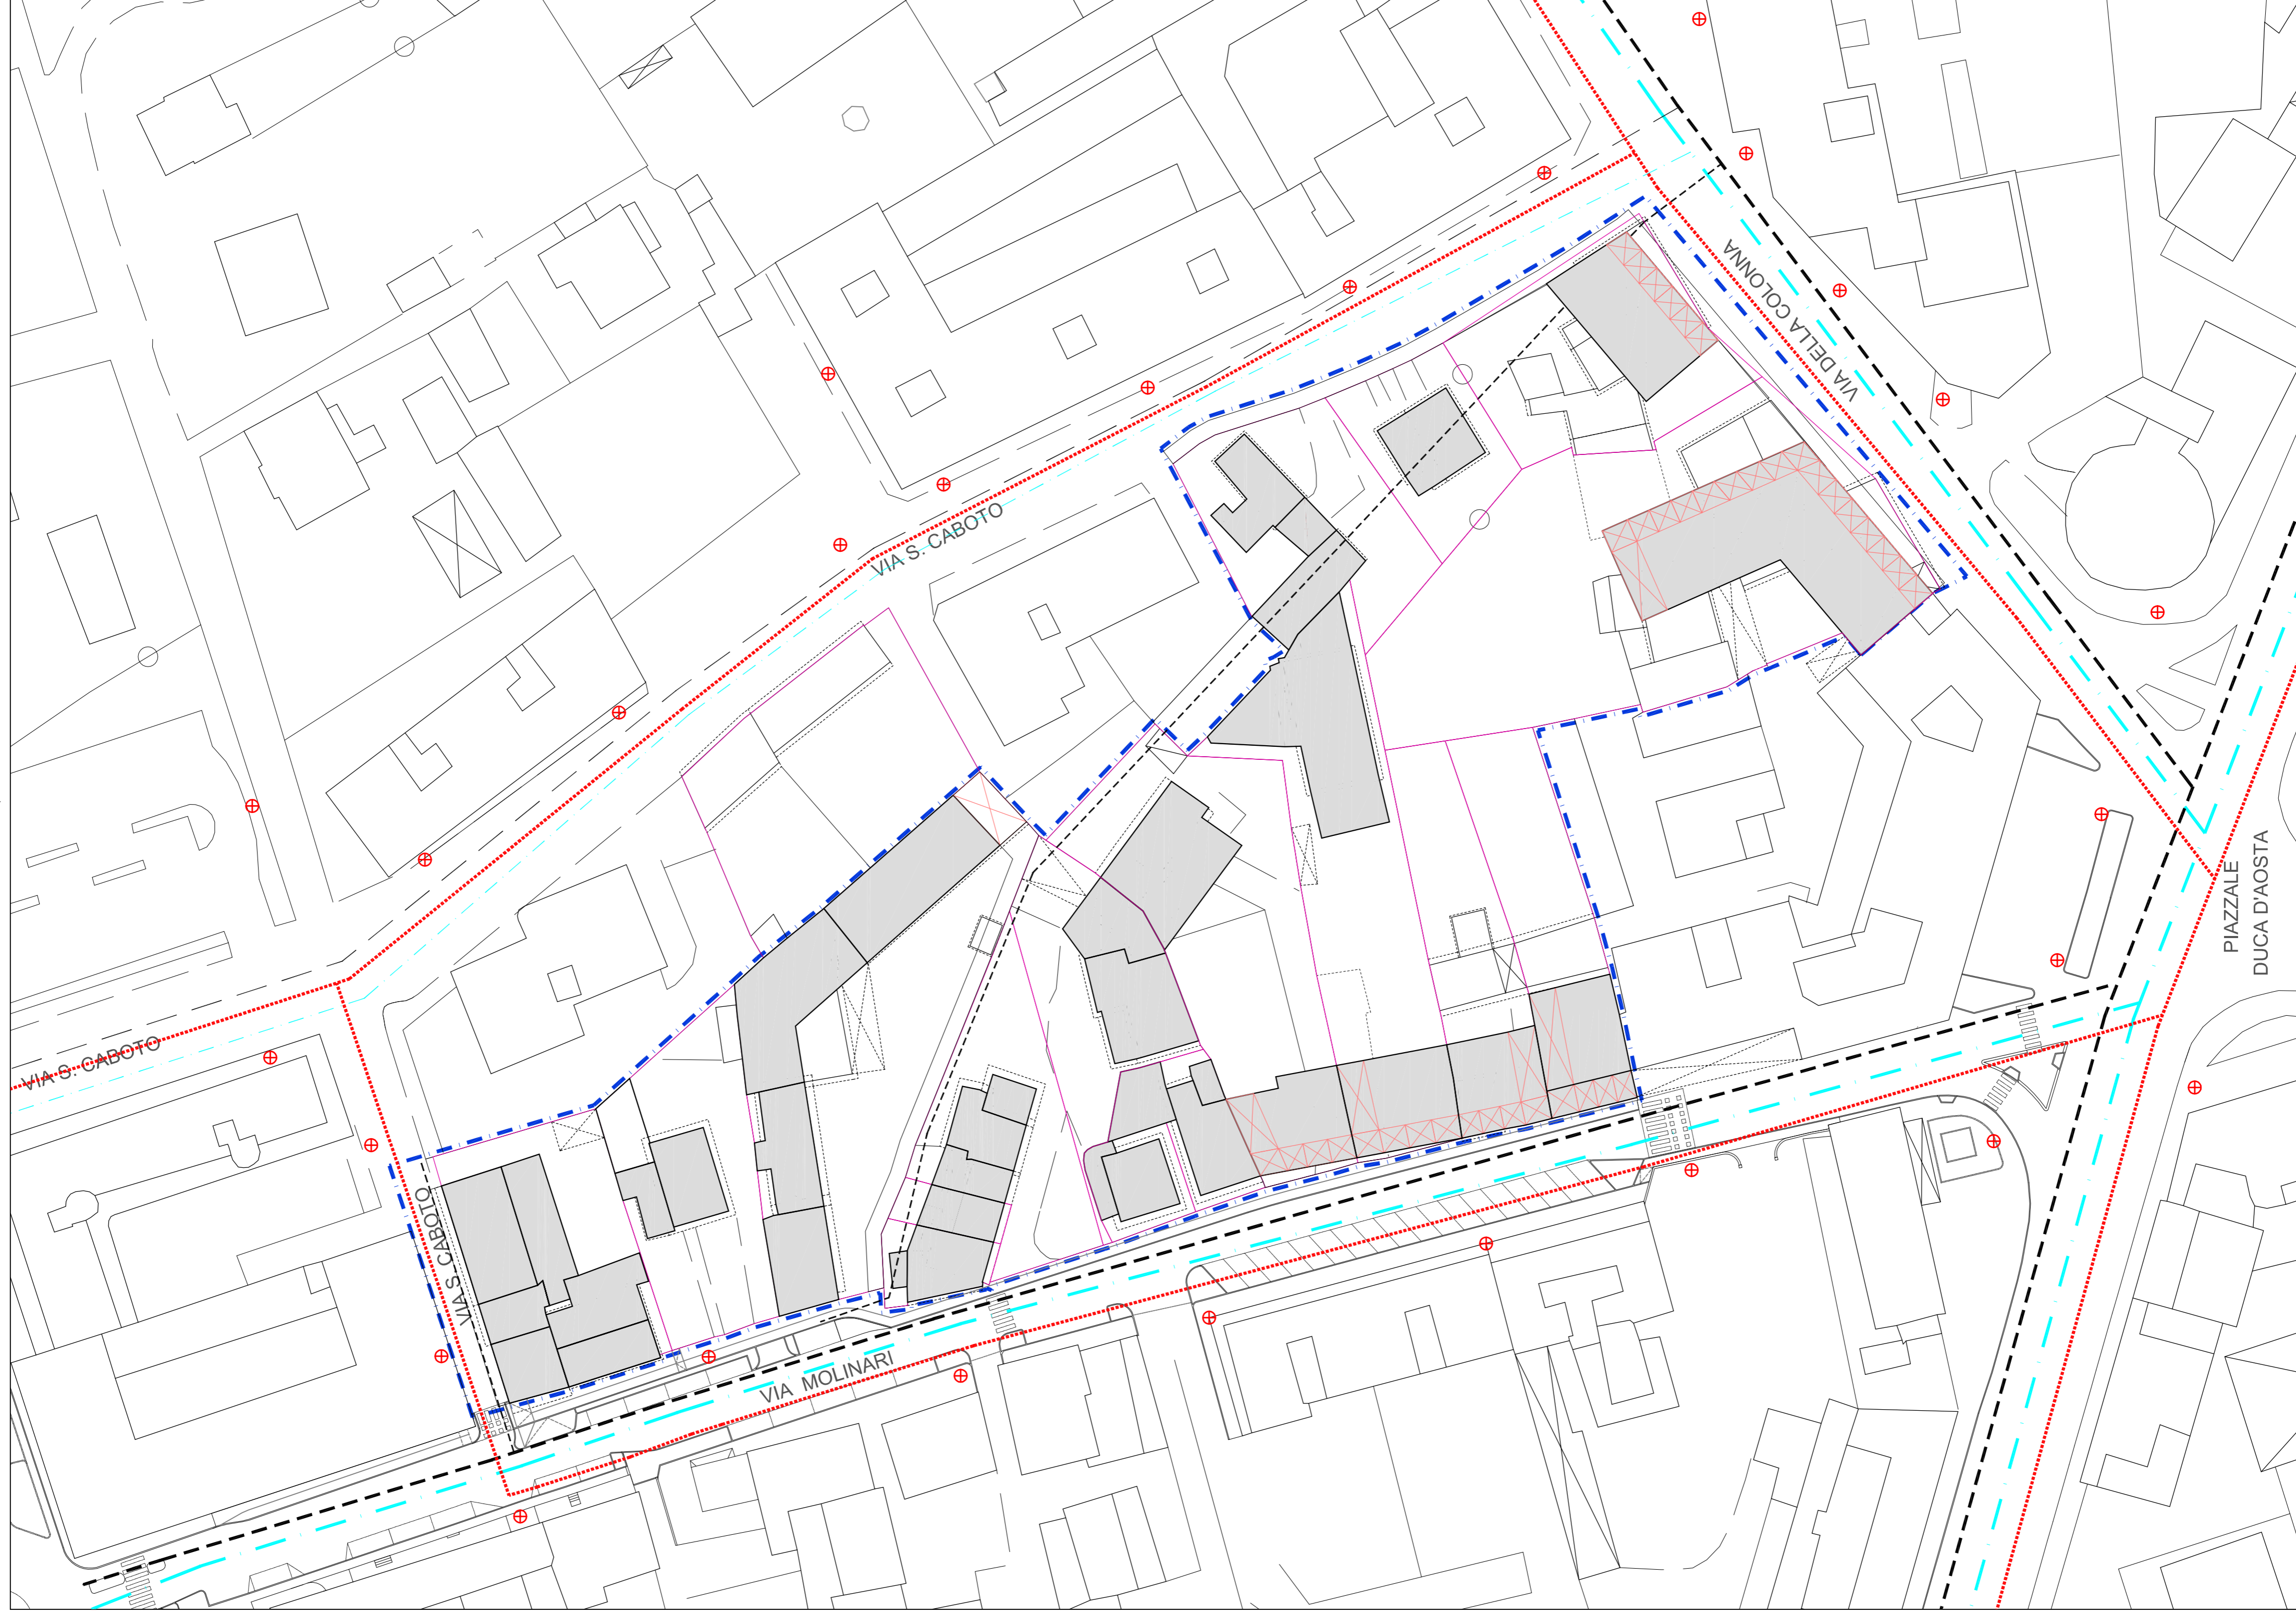 VIA DELLA COLONNA
VIA S. CABOTO
VIA S. CABOTO
VIA S. CABOTO
VIA MOLINARI
PIAZZALE
DUCA D'AOSTA